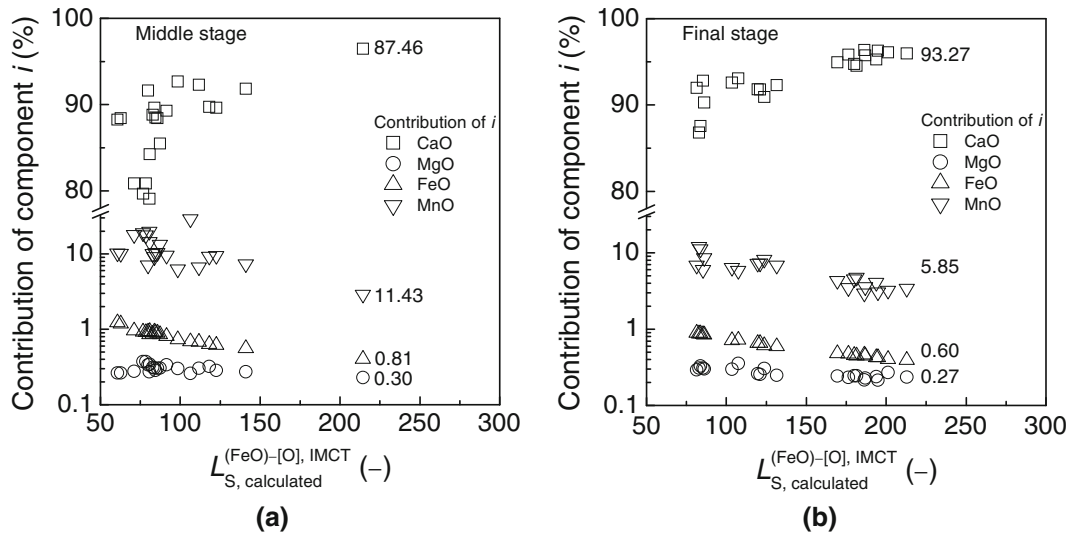 Contribution of component i (%)
100
90
80
10
1
0.1
Middle stage
87.46
Contribution of i
CaO
MgO
FeO
MnO
11.43
0.81
0.30
50 100 150 200 250 300
L (FeO)–[O], IMCT S, calculated (–)
(a)
Contribution of component i (%)
100
90
80
10
1
0.1
Final stage
93.27
Contribution of i
CaO
MgO
FeO
MnO
5.85
0.60
0.27
50 100 150 200 250 300
L (FeO)–[O], IMCT S, calculated (–)
(b)